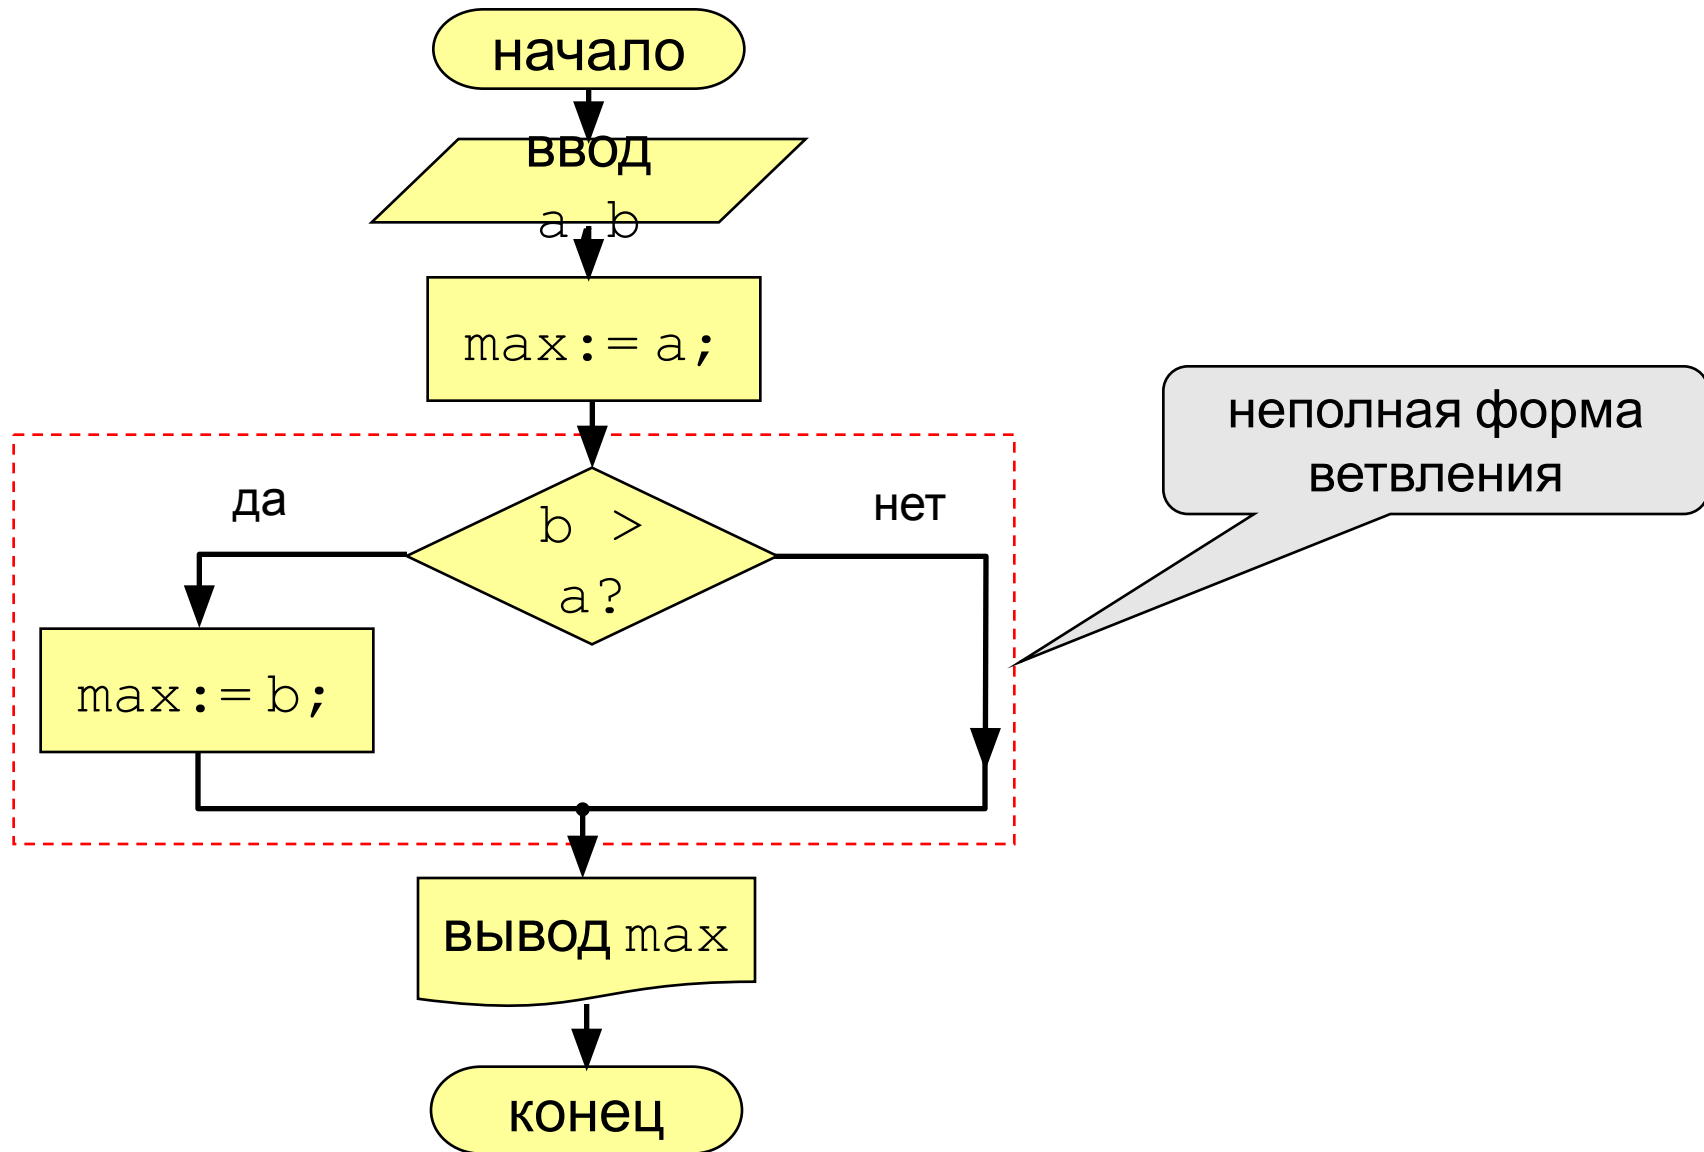 начало
ввод
a,b
max:= a;
да
b >
a?
нет
max:= b;
неполная форма
ветвления
вывод max
конец